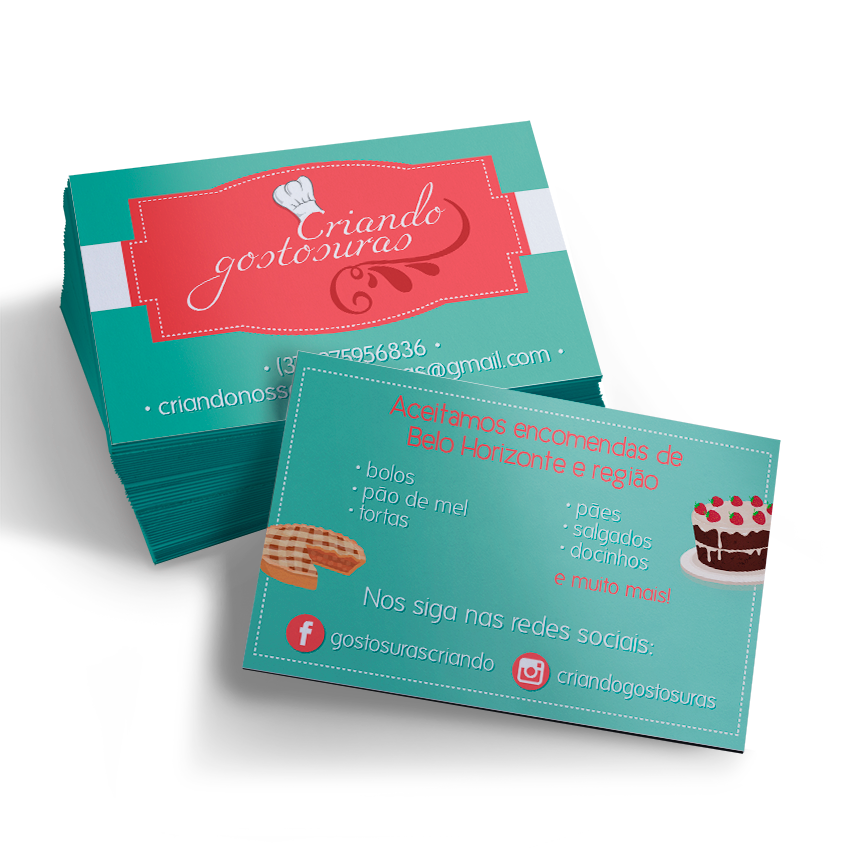 Criando
gostosuras
• 75956836 •
@gmail.com •
Aceitamos encomendas de
Belo Horizonte e região
• bolos
• pão de mel
• tortas
• pães
• salgados
• docinhos
e muito mais!
Nos siga nas redes sociais:
f gostosurascriando
criandogostosuras